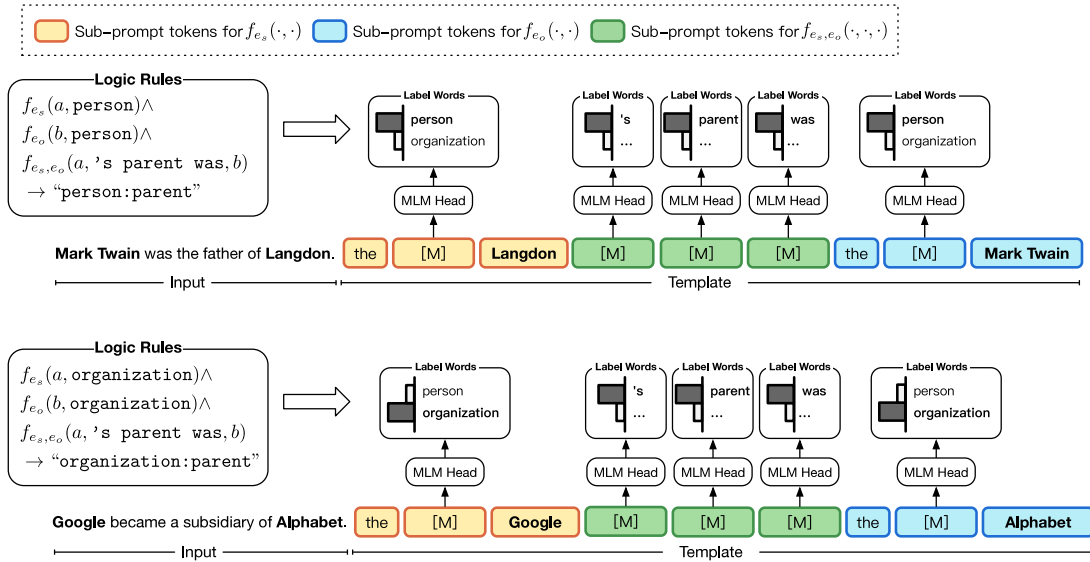 Sub-prompt tokens for f_{e_s}(·,·) Sub-prompt tokens for f_{e_o}(·,·) Sub-prompt tokens for f_{e_s,e_o}(·,·,·)
Logic Rules
f_{e_s}(a, person)∧
f_{e_o}(b, person)∧
f_{e_s,e_o}(a, 's parent was, b)
→ “person:parent”
Label Words Label Words Label Words Label Words Label Words
person 's parent was person
organization ... ... ... organization
MLM Head MLM Head MLM Head MLM Head MLM Head
Mark Twain was the father of Langdon. the [M] Langdon [M] [M] [M] the [M] Mark Twain
Input Template
Logic Rules
f_{e_s}(a, organization)∧
f_{e_o}(b, organization)∧
f_{e_s,e_o}(a, 's parent was, b)
→ “organization:parent”
Label Words Label Words Label Words Label Words Label Words
person 's parent was person
organization ... ... ... organization
MLM Head MLM Head MLM Head MLM Head MLM Head
Google became a subsidiary of Alphabet. the [M] Google [M] [M] [M] the [M] Alphabet
Input Template